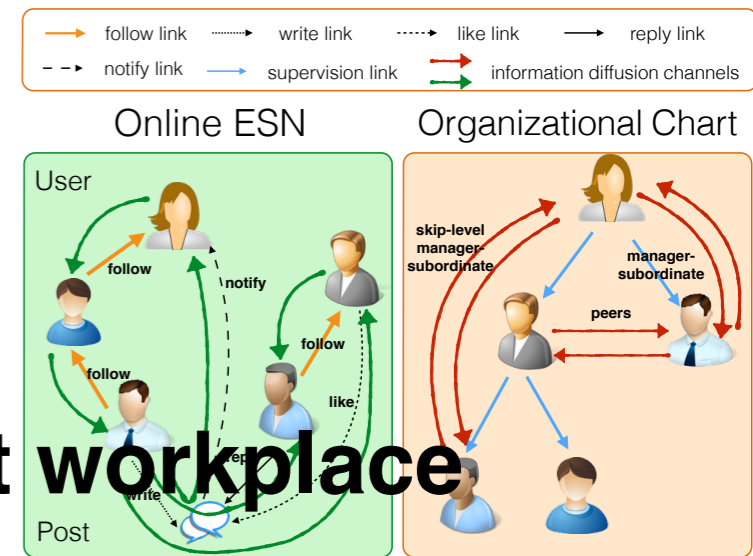 follow link write link like link reply link
notify link supervision link information diffusion channels
Online ESN Organizational Chart
User
follow
notify
follow
follow
like
write
Post
skip-level
manager-
subordinate
manager-
subordinate
peers
t workplace